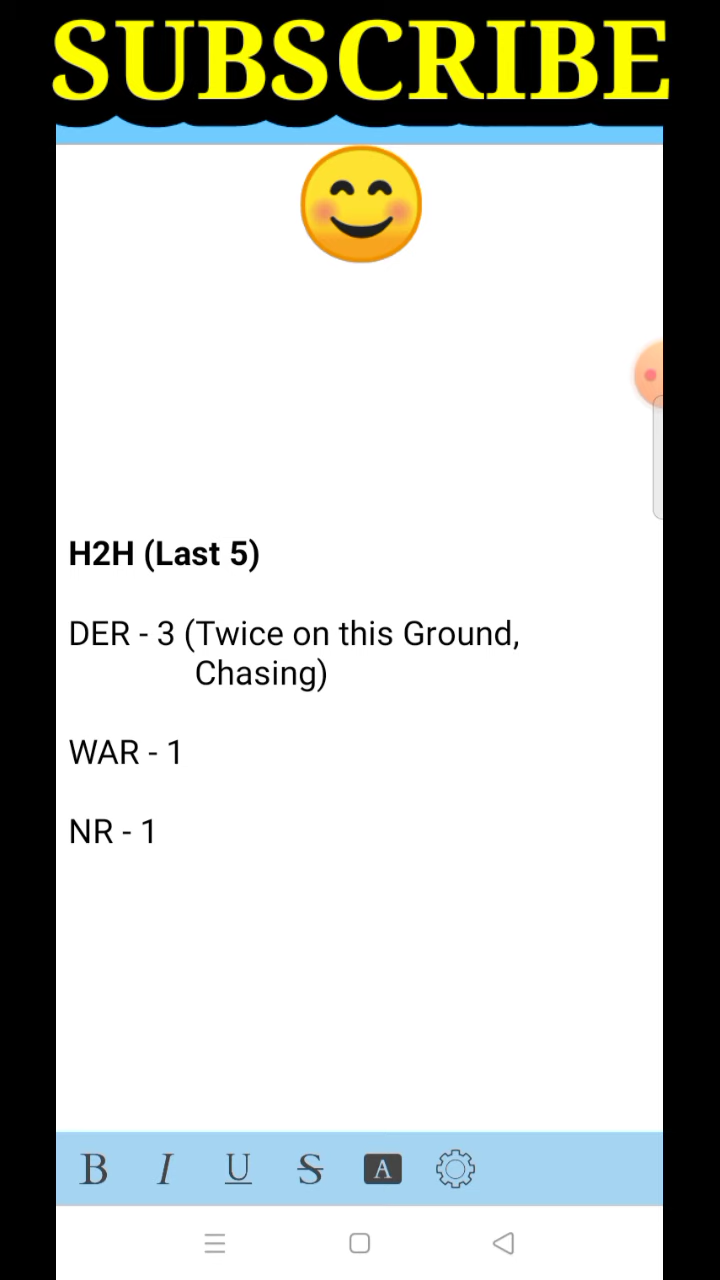 SUBSCRIBE
H2H (Last 5)
DER - 3 (Twice on this Ground,
Chasing)
WAR - 1
NR - 1
B I U S A